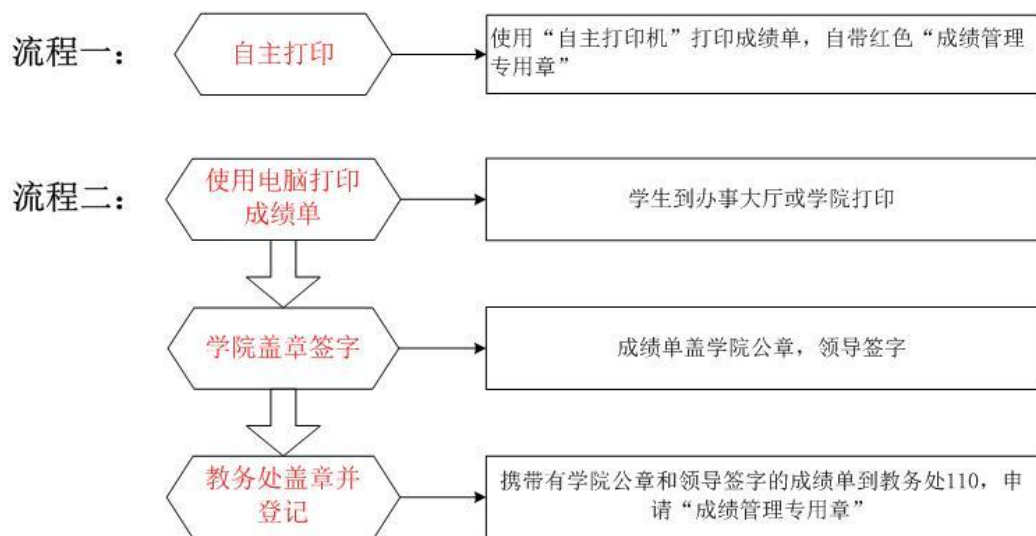 流程一：
自主打印
使用“自主打印机”打印成绩单，自带红色“成绩管理
专用章”
流程二：
使用电脑打印
成绩单
学生到办事大厅或学院打印
学院盖章签字
成绩单盖学院公章，领导签字
教务处盖章并
登记
携带有学院公章和领导签字的成绩单到教务处110，申
请“成绩管理专用章”